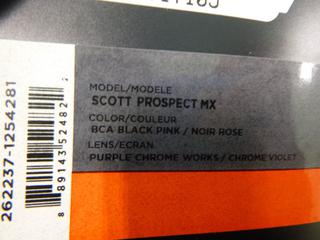 MODEL/MODELE
SCOTT PROSPECT MX
COLOR/COULEUR
BCA BLACK PINK / NOIR ROSE
LENS/ECRAN
PURPLE CHROME WORKS / CHROME VIOLET
262237-1254281
8 89143 52482 2